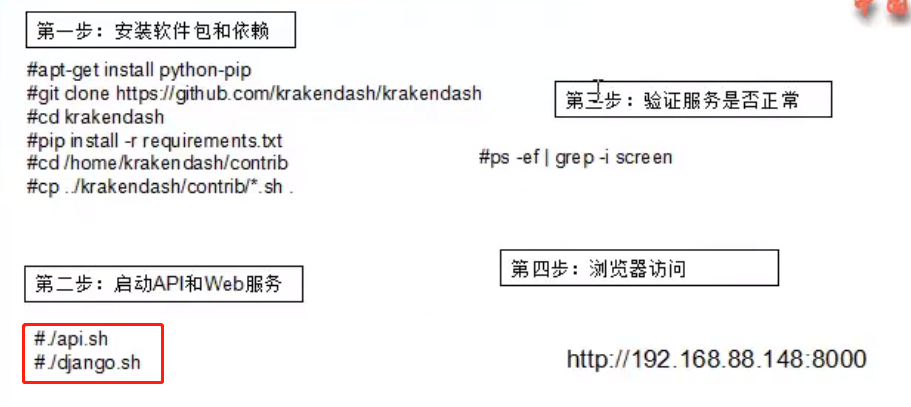 中国
第一步：安装软件包和依赖
#apt-get install python-pip
#git clone https://github.com/krakendash/krakendash
#cd krakendash
#pip install -r requirements.txt
#cd /home/krakendash/contrib
#cp ../krakendash/contrib/*.sh .
第二步：启动API和Web服务
#./api.sh
#./django.sh
第三步：验证服务是否正常
#ps -ef | grep -i screen
第四步：浏览器访问
http://192.168.88.148:8000